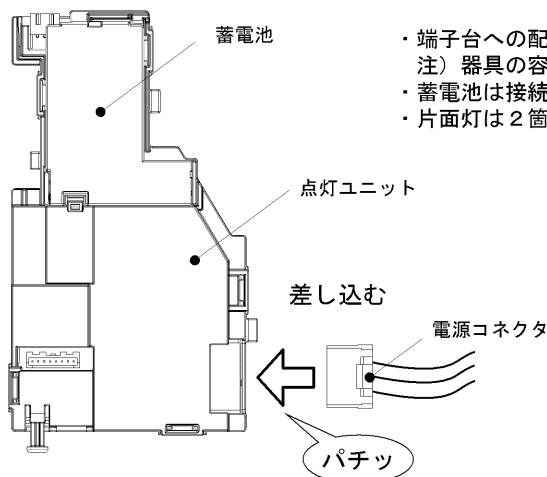 蓄電池
・端子台への配
注）器具の容
・蓄電池は接続
・片面灯は２箇
点灯ユニット
差し込む
電源コネクタ
パチッ